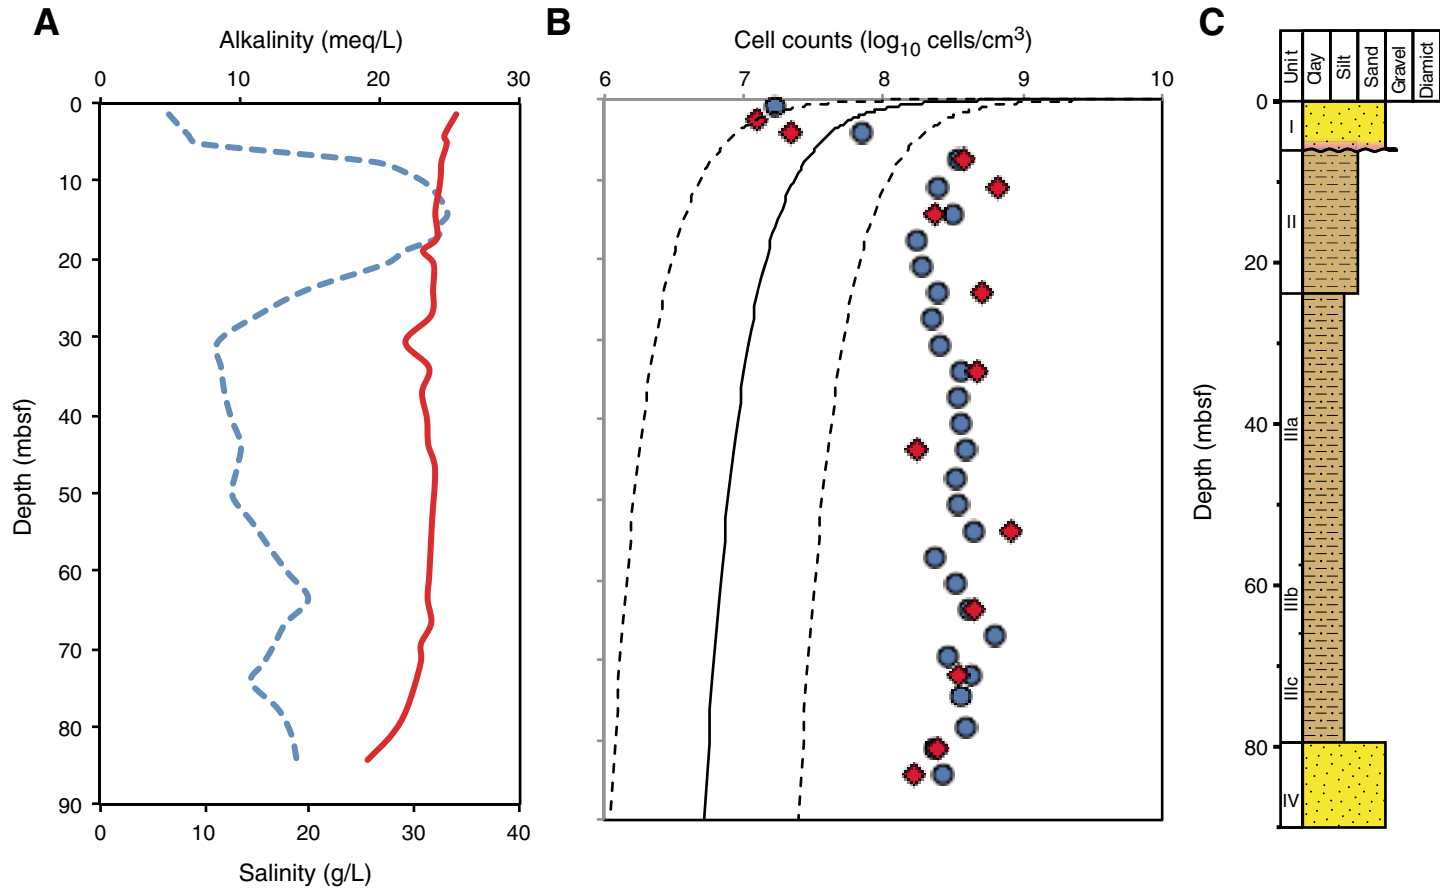 A
Alkalinity (meq/L)
0 10 20 30
0
10
20
30
40
50
60
70
80
90
Depth (mbsf)
0 10 20 30 40
Salinity (g/L)
B
Cell counts (log10 cells/cm3)
6 7 8 9 10
C
Unit
Clay
Silt
Sand
Gravel
Diamict
0
20
40
60
80
Depth (mbsf)
I
II
IIIa
IIIb
IIIc
IV